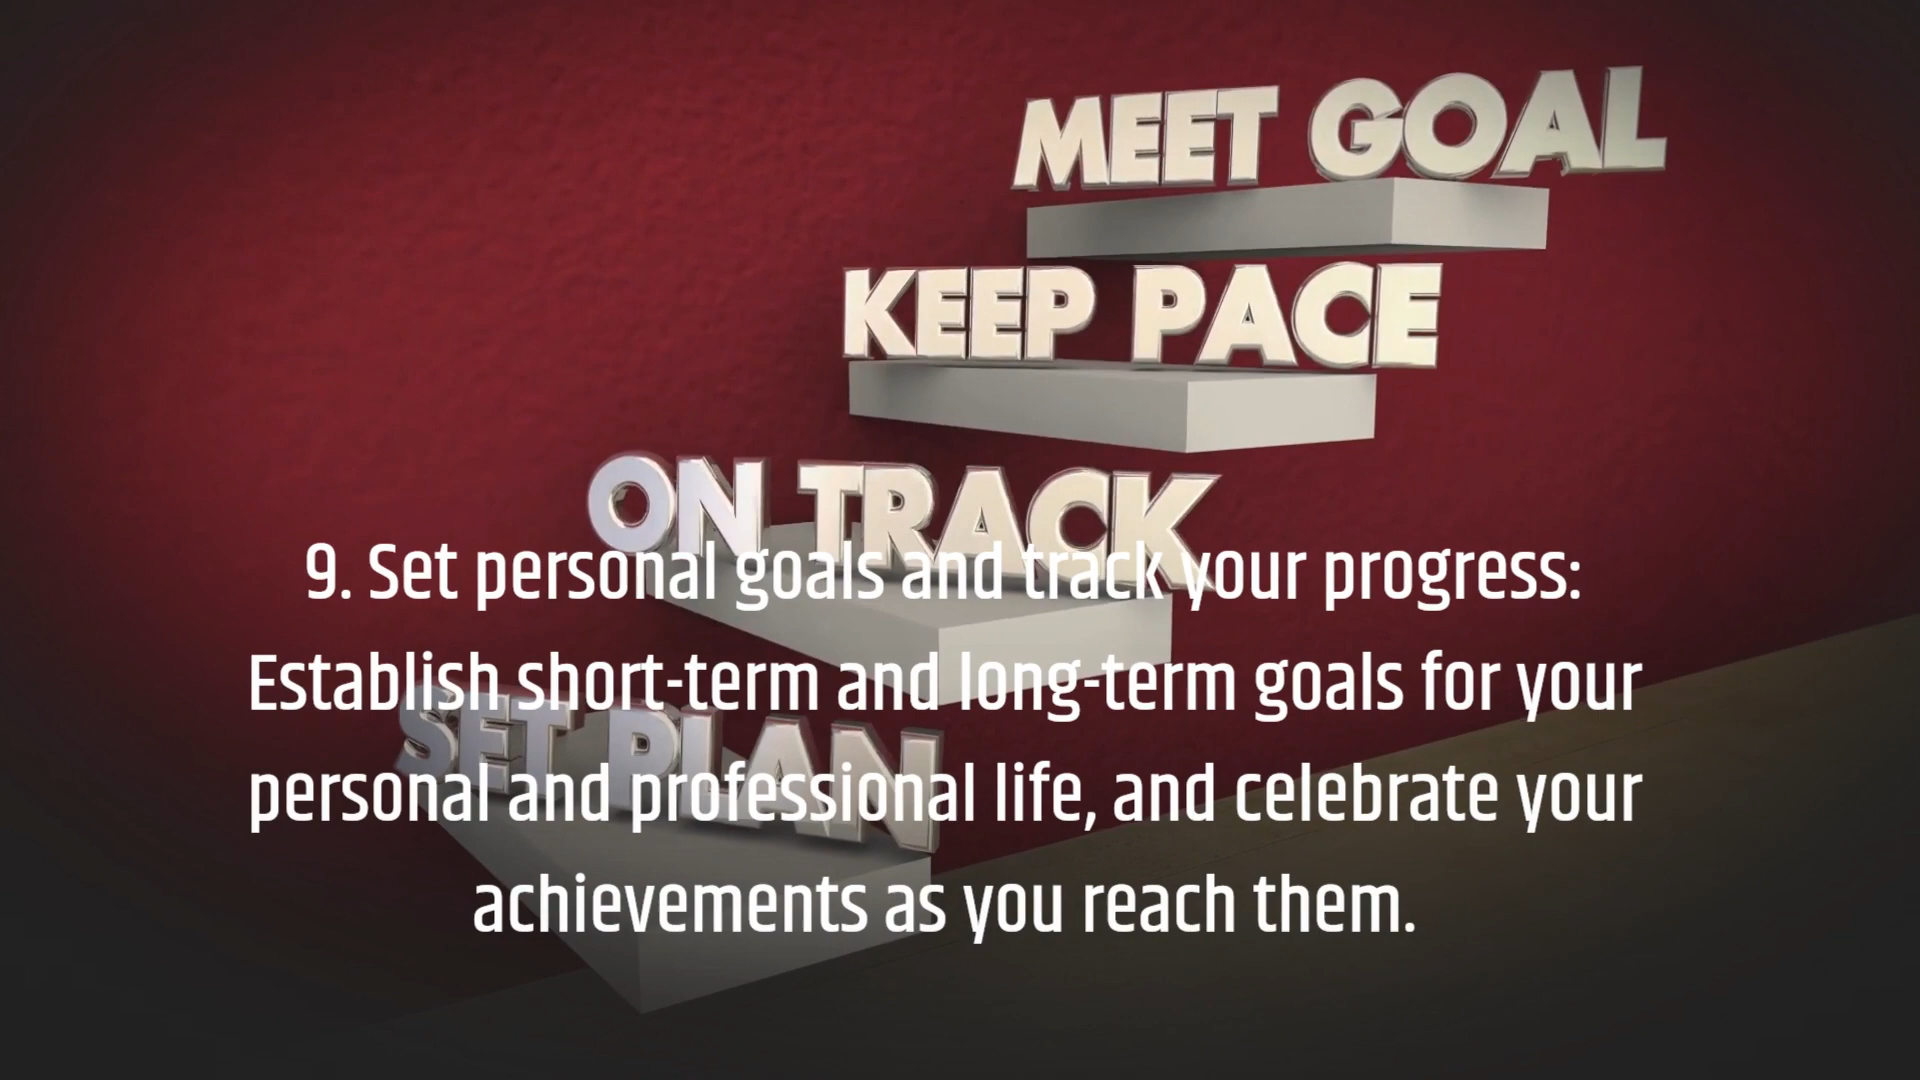 MEET GOAL
KEEP PACE
ON TRACK
9. Set personal goals and track your progress:
Establish short-term and long-term goals for your
SET PLAN
personal and professional life, and celebrate your
achievements as you reach them.